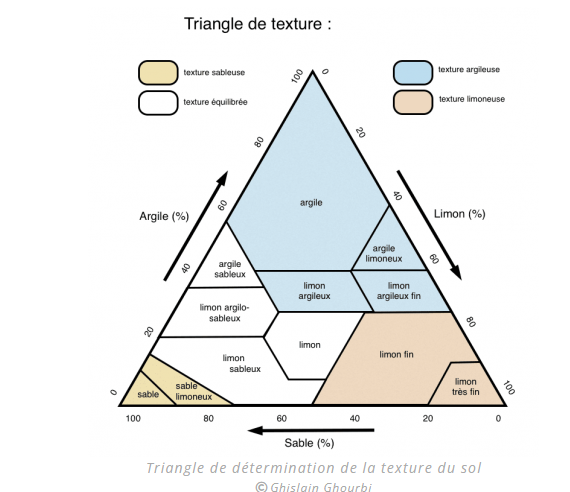 Triangle de texture :
texture sableuse
texture argileuse
texture équilibrée
texture limoneuse
100
0
80
20
60
40
Argile (%)
Limon (%)
argile
argile
limoneux
40
60
argile
sableux
limon
argileux
limon
argileux fin
limon argilo-
sableux
20
80
limon
sableux
limon
limon fin
sable
sable
limoneux
limon
très fin
0
100
100
80
60
40
20
0
Sable (%)
Triangle de détermination de la texture du sol
© Ghislain Ghourbi